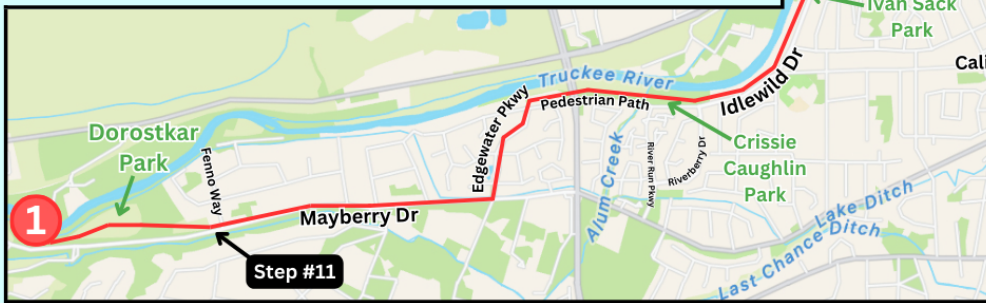 Ivan Sack
Park
Cali
Truckee River
Idlewild Dr
Edgewater Pkwy
Pedestrian Path
Dorostkar
Park
Fenno Way
Crissie
Caughlin
Park
River Run Pkwy
Riverberry Dr
Alum Creek
Lake Ditch
Last Chance Ditch
1
Mayberry Dr
Step #11